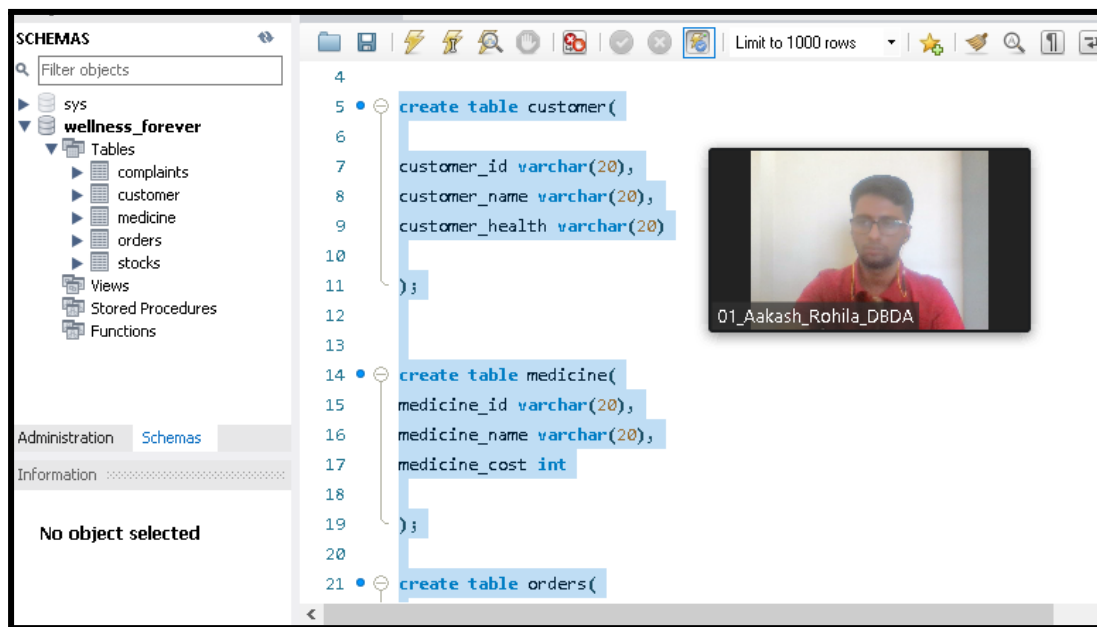 SCHEMAS
Filter objects
sys
wellness_forever
Tables
complaints
customer
medicine
orders
stocks
Views
Stored Procedures
Functions
Administration Schemas
Information
No object selected
Limit to 1000 rows
4
5 create table customer(
6
7 customer_id varchar(20),
8 customer_name varchar(20),
9 customer_health varchar(20)
10
11 );
12
13
14 create table medicine(
15 medicine_id varchar(20),
16 medicine_name varchar(20),
17 medicine_cost int
18
19 );
20
21 create table orders(
01_Aakash_Rohila_DBDA